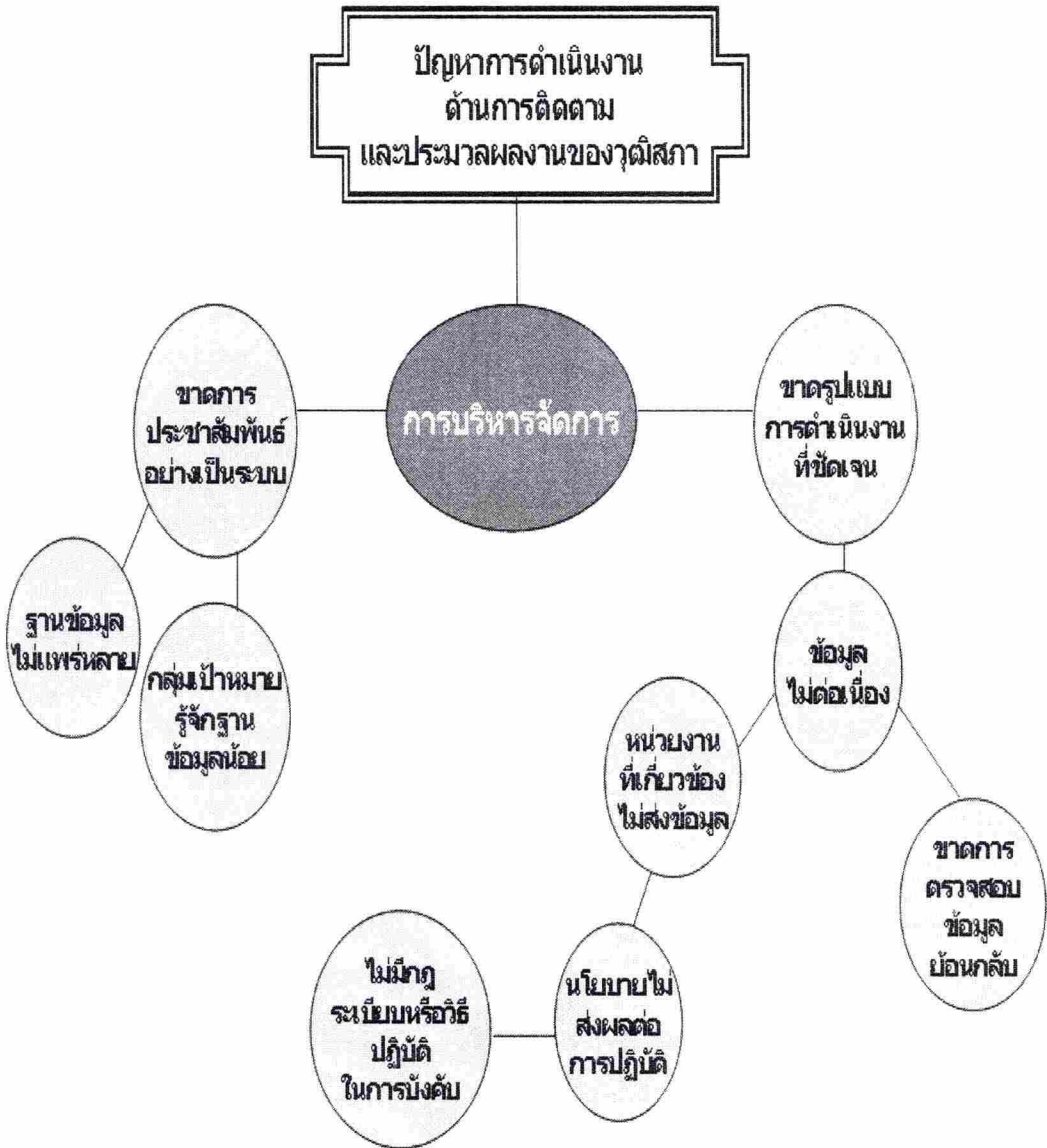 ปัญหาการดำเนินงาน
ด้านการติดตาม
และประมวลผลงานของวุฒิสภา
การบริหารจัดการ
ขาดการ
ประชาสัมพันธ์
อย่างเป็นระบบ
ขาดรูปแบบ
การดำเนินงาน
ที่ชัดเจน
ฐานข้อมูล
ไม่แพร่หลาย
กลุ่มเป้าหมาย
รู้จักฐาน
ข้อมูลน้อย
ข้อมูล
ไม่ต่อเนื่อง
หน่วยงาน
ที่เกี่ยวข้อง
ไม่ส่งข้อมูล
ขาดการ
ตรวจสอบ
ข้อมูล
ย้อนกลับ
นโยบายไม่
ส่งผลต่อ
การปฏิบัติ
ไม่มีกฎ
ระเบียบหรือวิธี
ปฏิบัติ
ในการบังคับ